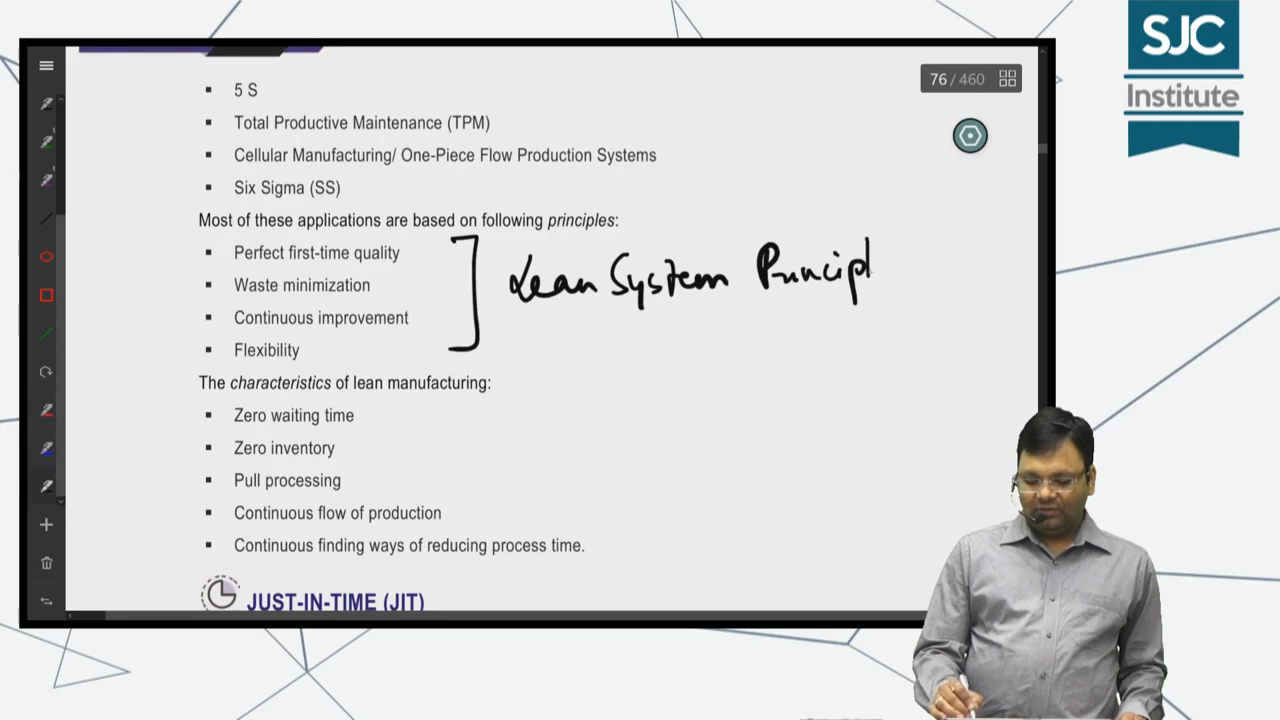 SJC
Institute
76 / 460
5 S
Total Productive Maintenance (TPM)
Cellular Manufacturing/ One-Piece Flow Production Systems
Six Sigma (SS)
Most of these applications are based on following principles:
Perfect first-time quality
Waste minimization
Continuous improvement
Flexibility
Lean System Principl
The characteristics of lean manufacturing:
Zero waiting time
Zero inventory
Pull processing
Continuous flow of production
Continuous finding ways of reducing process time.
JUST-IN-TIME (JIT)